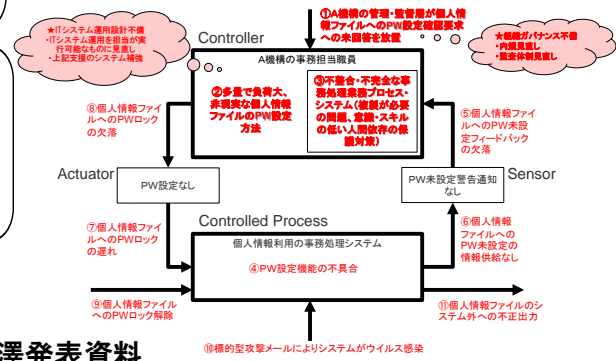 ①A機構の管理・監督層が個人情
報ファイルへのPW設定確認要求
への未回答を放置
★ITシステム運用設計不備
・ITシステム運用を担当が実
行可能なものに見直し
・上記支援のシステム補強
★組織ガバナンス不備
・内規見直し
・監査体制見直し
Controller
A機構の事務担当職員
②多量で負荷大、
非現実な個人情報
ファイルのPW設定
方法
③不整合・不完全な事
務処理業務プロセス・
システム（複製が必要
の問題、意識・スキル
の低い人間依存の保
護対策）
⑧個人情報ファイ
ルへのPWロック
の欠落
⑤個人情報ファイ
ルへのPW未設
定フィードバック
の欠落
Actuator
PW設定なし
PW未設定警告通知
なし
Sensor
⑦個人情報ファイ
ルへのPWロック
の遅れ
Controlled Process
個人情報利用の事務処理システム
④PW設定機能の不具合
⑥個人情報
ファイルへの
PW未設定の
情報供給なし
⑨個人情報ファイル
へのPWロック解除
⑪個人情報ファイルのシ
ステム外への不正出力
⑩標的型攻撃メールによりシステムがウイルス感染
澤発表資料